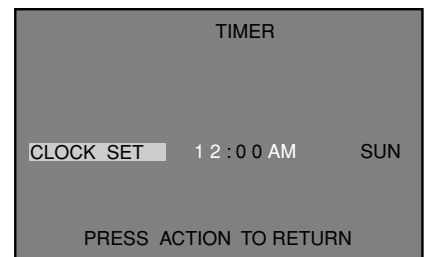 TIMER
CLOCK SET 12:00 AM SUN
PRESS ACTION TO RETURN